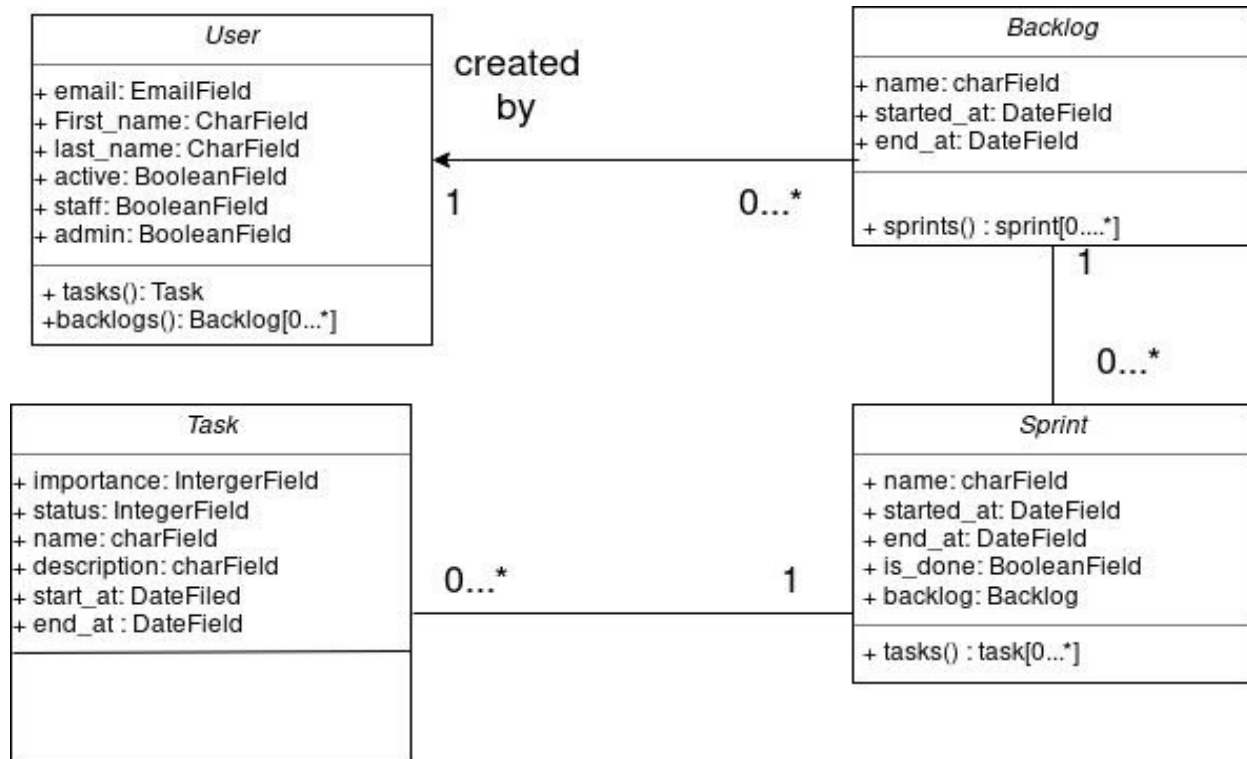 User
+ email: EmailField
+ First_name: CharField
+ last_name: CharField
+ active: BooleanField
+ staff: BooleanField
+ admin: BooleanField
+ tasks(): Task
+backlogs(): Backlog[0...*]
created
by
1
0...*
Backlog
+ name: charField
+ started_at: DateField
+ end_at: DateField
+ sprints() : sprint[0....*]
1
0...*
Task
+ importance: IntergerField
+ status: IntegerField
+ name: charField
+ description: charField
+ start_at: DateFiled
+ end_at : DateField
0...*
1
Sprint
+ name: charField
+ started_at: DateField
+ end_at: DateField
+ is_done: BooleanField
+ backlog: Backlog
+ tasks() : task[0...*]